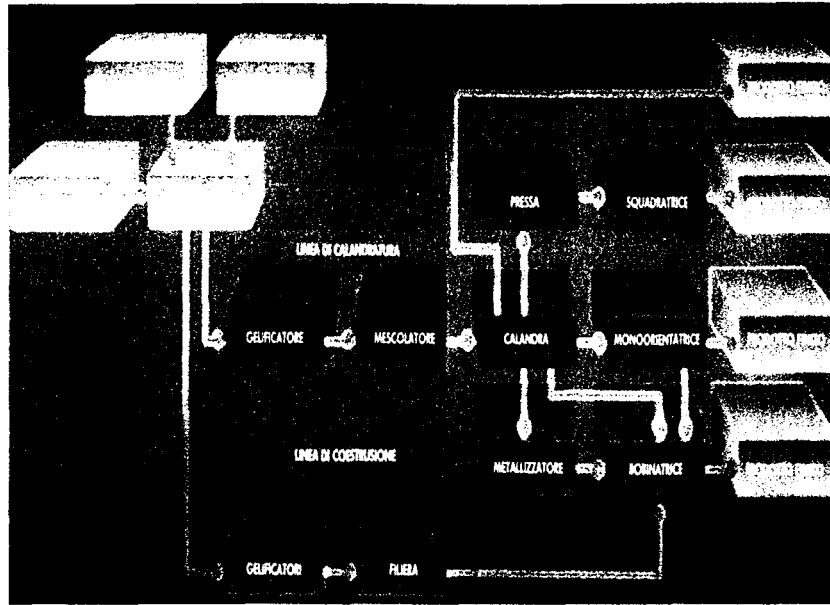 PRESSA
SQUADRATRICE
LINEA DI CALANDRATURA
GELIFICATORE
MESCOLATORE
CALANDRA
MONOORIENTATRICE
PRODOTTO FINITO
LINEA DI COESTRUSIONE
METALLIZZATORE
BOBINATRICE
PRODOTTO FINITO
GELIFICATORI
FILIERA